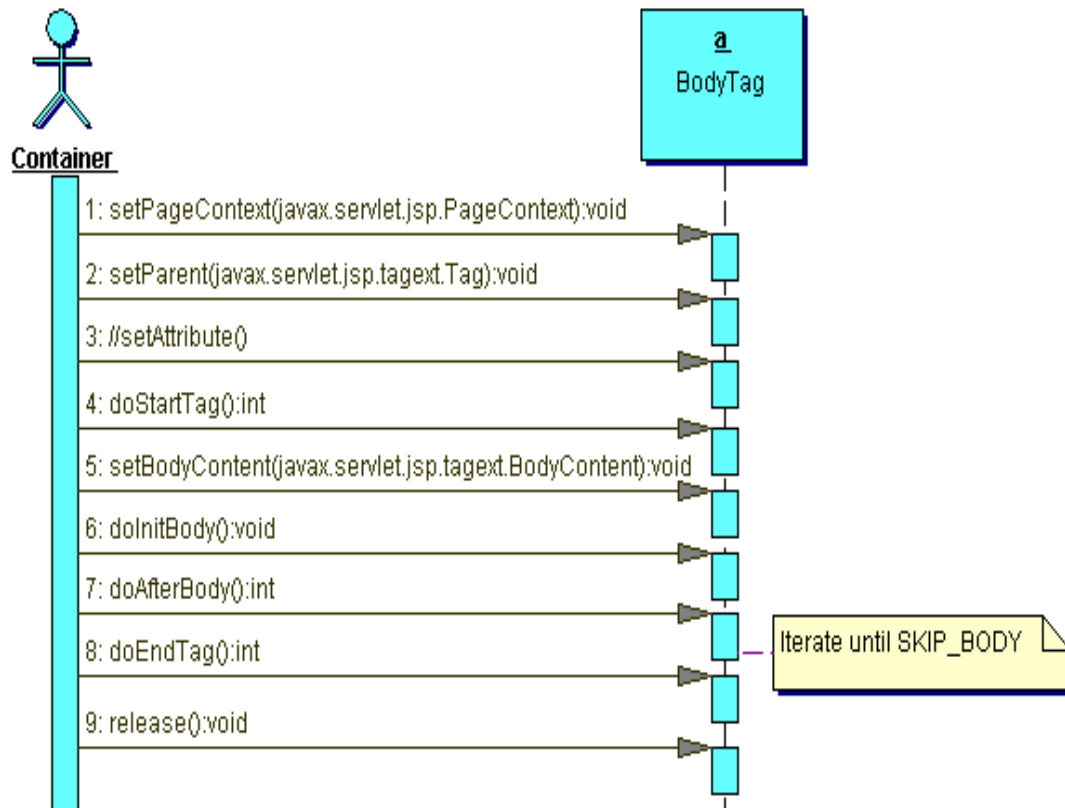 a
BodyTag
Container
1: setPageContext(javax.servlet.jsp.PageContext):void
2: setParent(javax.servlet.jsp.tagext.Tag):void
3: //setAttribute()
4: doStartTag():int
5: setBodyContent(javax.servlet.jsp.tagext.BodyContent):void
6: doInitBody():void
7: doAfterBody():int
Iterate until SKIP_BODY
8: doEndTag():int
9: release():void